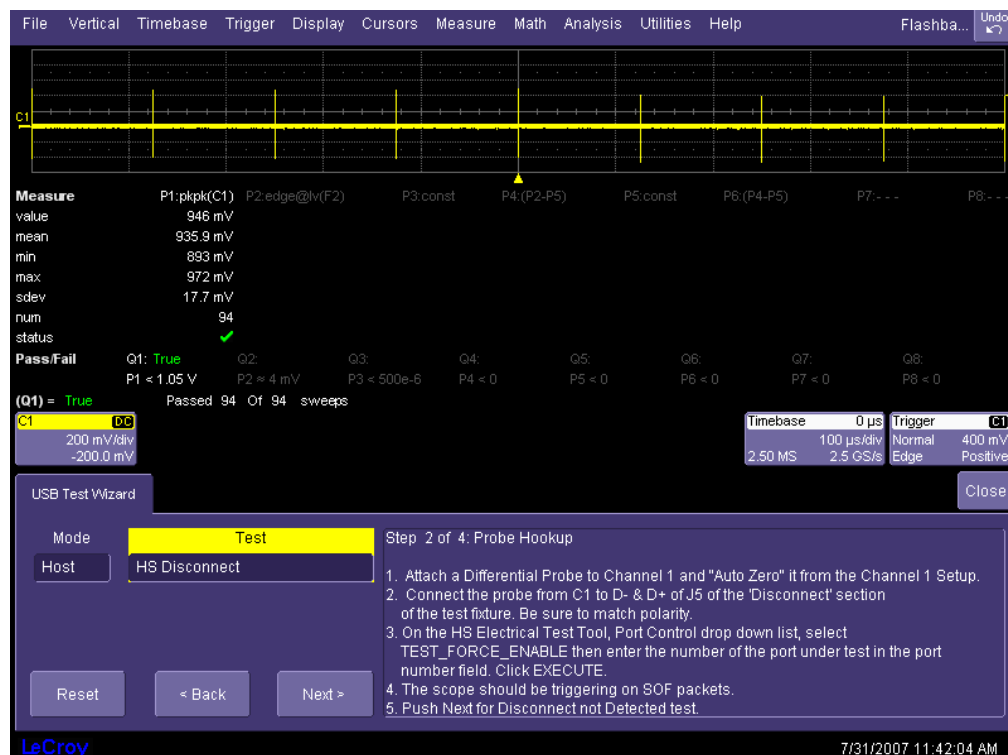 File Vertical Timebase Trigger Display Cursors Measure Math Analysis Utilities Help Flashba... Undo
C1
Measure P1:pkpk(C1) P2:edge@lv(F2) P3:const P4:(P2-P5) P5:const P6:(P4-P5) P7:- - - P8:- - -
value 946 mV
mean 935.9 mV
min 893 mV
max 972 mV
sdev 17.7 mV
num 94
status
Pass/Fail Q1: True Q2: Q3: Q4: Q5: Q6: Q7: Q8:
P1 < 1.05 V P2 ≈ 4 mV P3 < 500e-6 P4 < 0 P5 < 0 P6 < 0 P7 < 0 P8 < 0
(Q1) = True Passed 94 Of 94 sweeps
C1 DC
200 mV/div
-200.0 mV
Timebase 0 µs
100 µs/div
2.50 MS 2.5 GS/s
Trigger C1
Normal 400 mV
Edge Positive
USB Test Wizard
Close
Mode
Host
Test
HS Disconnect
Reset
< Back
Next >
Step 2 of 4: Probe Hookup
1. Attach a Differential Probe to Channel 1 and "Auto Zero" it from the Channel 1 Setup.
2. Connect the probe from C1 to D- & D+ of J5 of the 'Disconnect' section
of the test fixture. Be sure to match polarity.
3. On the HS Electrical Test Tool, Port Control drop down list, select
TEST_FORCE_ENABLE then enter the number of the port under test in the port
number field. Click EXECUTE.
4. The scope should be triggering on SOF packets.
5. Push Next for Disconnect not Detected test.
LeCroy
7/31/2007 11:42:04 AM